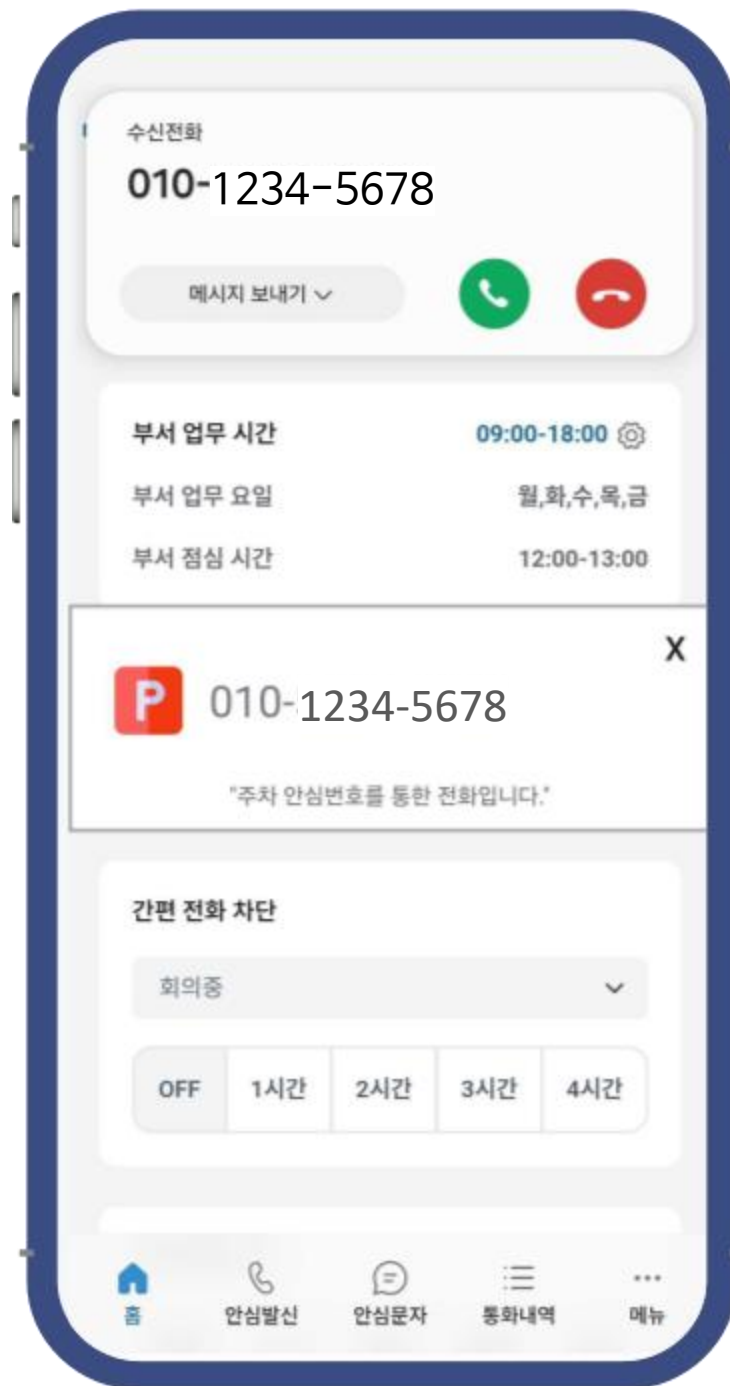 수신전화
010-1234-5678
메시지 보내기
부서 업무 시간 09:00-18:00
부서 업무 요일 월,화,수,목,금
부서 점심 시간 12:00-13:00
X
P 010-1234-5678
"주차 안심번호를 통한 전화입니다."
간편 전화 차단
회의중
OFF 1시간 2시간 3시간 4시간
홈 안심발신 안심문자 통화내역 메뉴